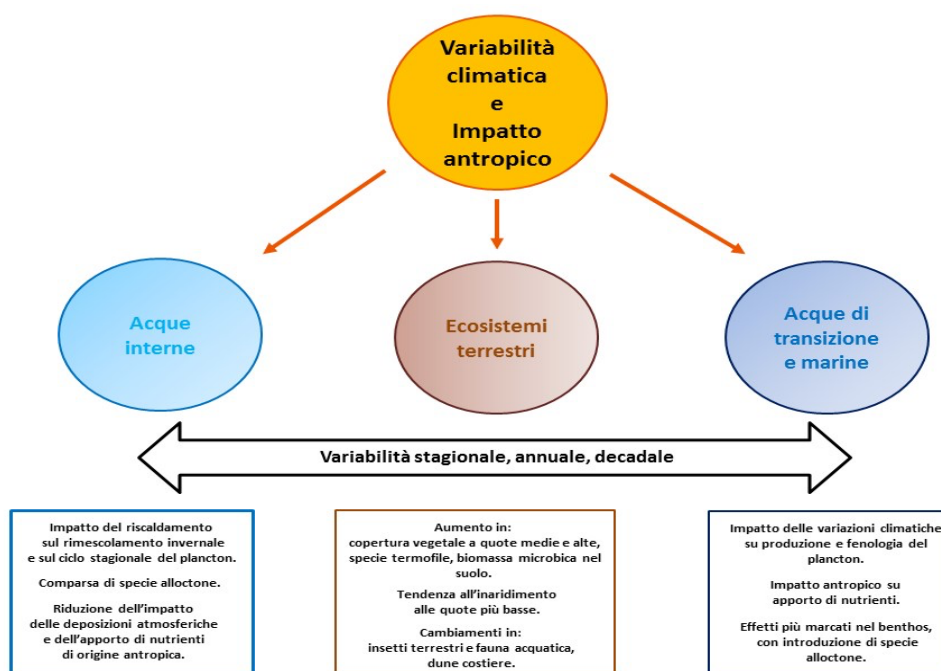 Variabilità
climatica
e
Impatto
antropico
Acque
interne
Ecosistemi
terrestri
Acque di
transizione
e marine
Variabilità stagionale, annuale, decadale
Impatto del riscaldamento
sul rimescolamento invernale
e sul ciclo stagionale del plancton.
Comparsa di specie alloctone.
Riduzione dell'impatto
delle deposizioni atmosferiche
e dell'apporto di nutrienti
di origine antropica.
Aumento in:
copertura vegetale a quote medie e alte,
specie termofile, biomassa microbica nel
suolo.
Tendenza all'inaridimento
alle quote più basse.
Cambiamenti in:
insetti terrestri e fauna acquatica,
dune costiere.
Impatto delle variazioni climatiche
su produzione e fenologia del
plancton.
Impatto antropico su
apporto di nutrienti.
Effetti più marcati nel benthos,
con introduzione di specie
alloctone.